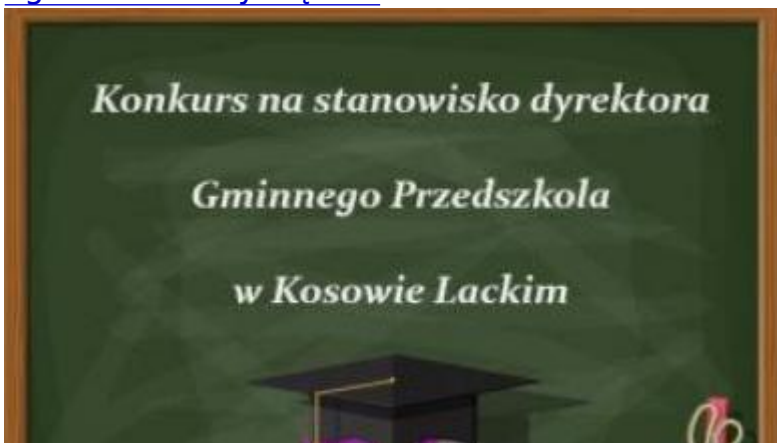 Konkurs na stanowisko dyrektora
Gminnego Przedszkola
w Kosowie Lackim